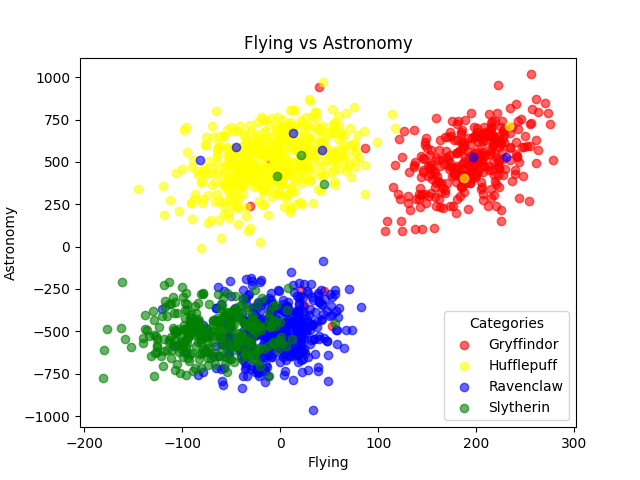 Flying vs Astronomy
Astronomy
1000
750
500
250
0
−250
−500
−750
−1000
−200
−100
0
100
200
300
Flying
Categories
Gryffindor
Hufflepuff
Ravenclaw
Slytherin